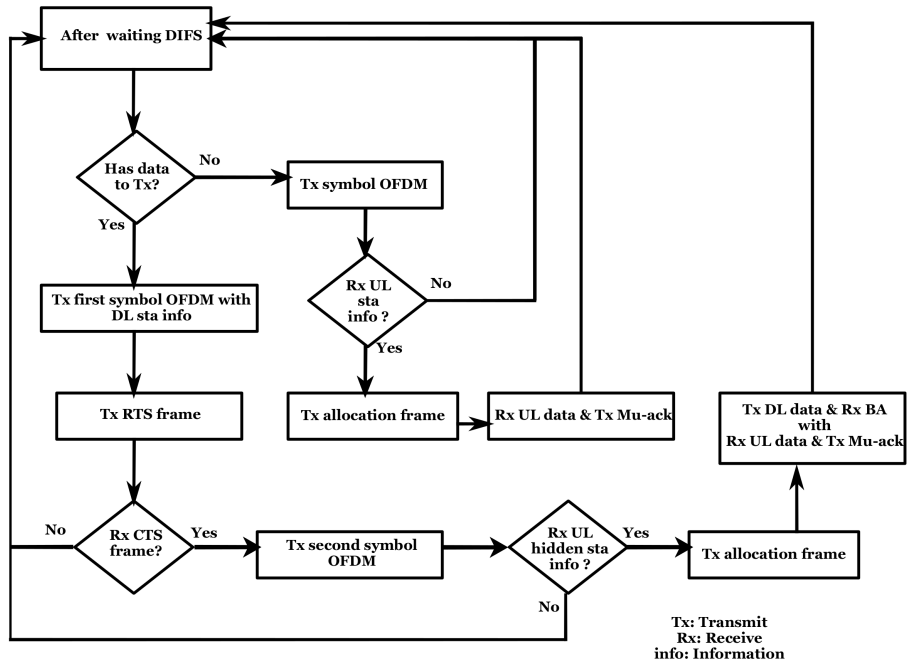 After waiting DIFS
Has data
to Tx?
No
Yes
Tx symbol OFDM
Rx UL
sta
info ?
No
Yes
Tx first symbol OFDM with
DL sta info
Tx RTS frame
Tx allocation frame
Rx UL data & Tx Mu-ack
Tx DL data & Rx BA
with
Rx UL data & Tx Mu-ack
Rx CTS
frame?
No
Yes
Tx second symbol
OFDM
Rx UL
hidden sta
info ?
Yes
No
Tx allocation frame
Tx: Transmit
Rx: Receive
info: Information